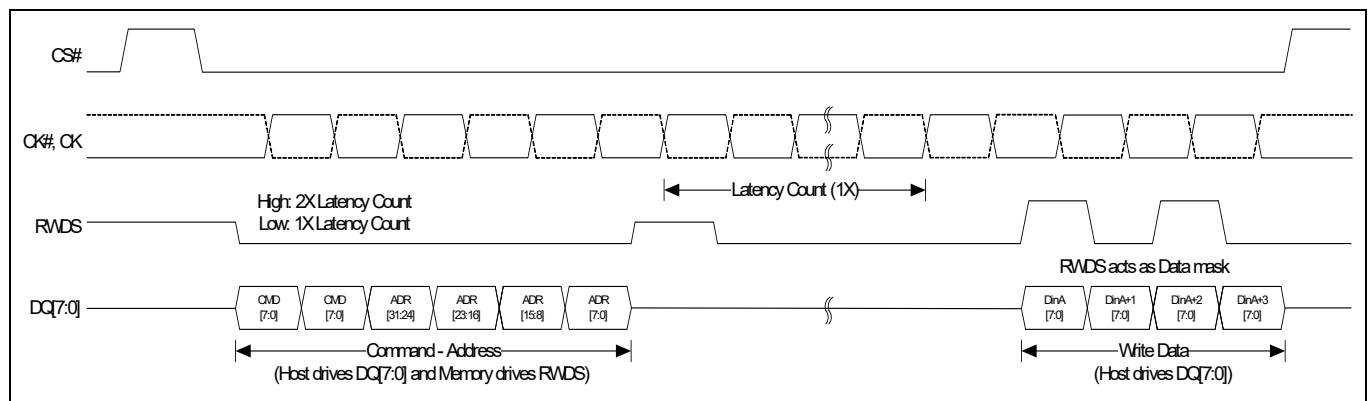 CS#
CK#, CK
Latency Count (1X)
High: 2X Latency Count
Low: 1X Latency Count
RWDS
RWDS acts as Data mask
DQ[7:0]
CMD [7:0] CMD [7:0] ADR [31:24] ADR [23:16] ADR [15:8] ADR [7:0] DinA [7:0] DinA+1 [7:0] DinA+2 [7:0] DinA+3 [7:0]
Command - Address Write Data
(Host drives DQ[7:0] and Memory drives RWDS) (Host drives DQ[7:0])